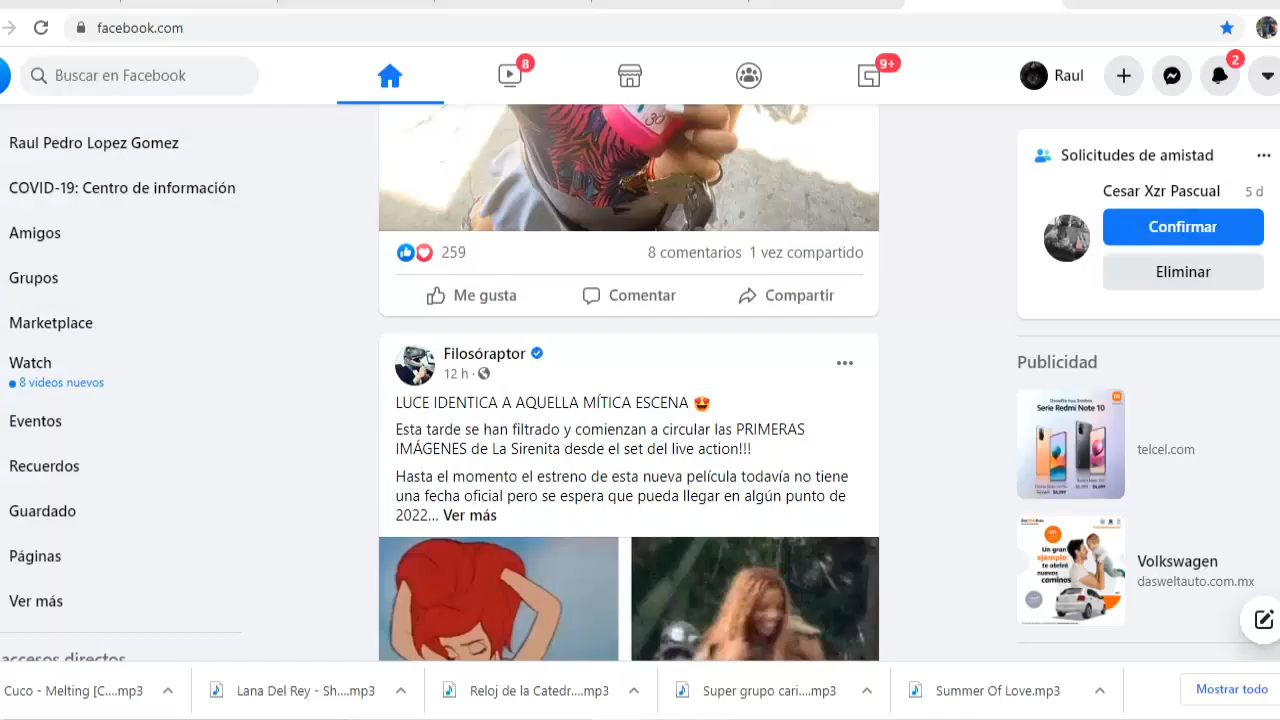 facebook.com
Buscar en Facebook
8
9+
Raul
2
Raul Pedro Lopez Gomez
COVID-19: Centro de información
Amigos
Grupos
Marketplace
Watch
8 videos nuevos
Eventos
Recuerdos
Guardado
Páginas
Ver más
accesos directos
259
8 comentarios 1 vez compartido
Me gusta
Comentar
Compartir
Filosóraptor
12 h ·
LUCE IDENTICA A AQUELLA MÍTICA ESCENA
Esta tarde se han filtrado y comienzan a circular las PRIMERAS
IMÁGENES de La Sirenita desde el set del live action!!!
Hasta el momento el estreno de esta nueva película todavía no tiene
una fecha oficial pero se espera que pueda llegar en algún punto de
2022... Ver más
Solicitudes de amistad
Cesar Xzr Pascual
5 d
Confirmar
Eliminar
Publicidad
Serie Redmi Note 10
telcel.com
Un gran
ejemplo
te abrirá
nuevos
caminos
Volkswagen
dasweltauto.com.mx
Cuco - Melting [C....mp3
Lana Del Rey - Sh....mp3
Reloj de la Catedr....mp3
Super grupo cari....mp3
Summer Of Love.mp3
Mostrar todo